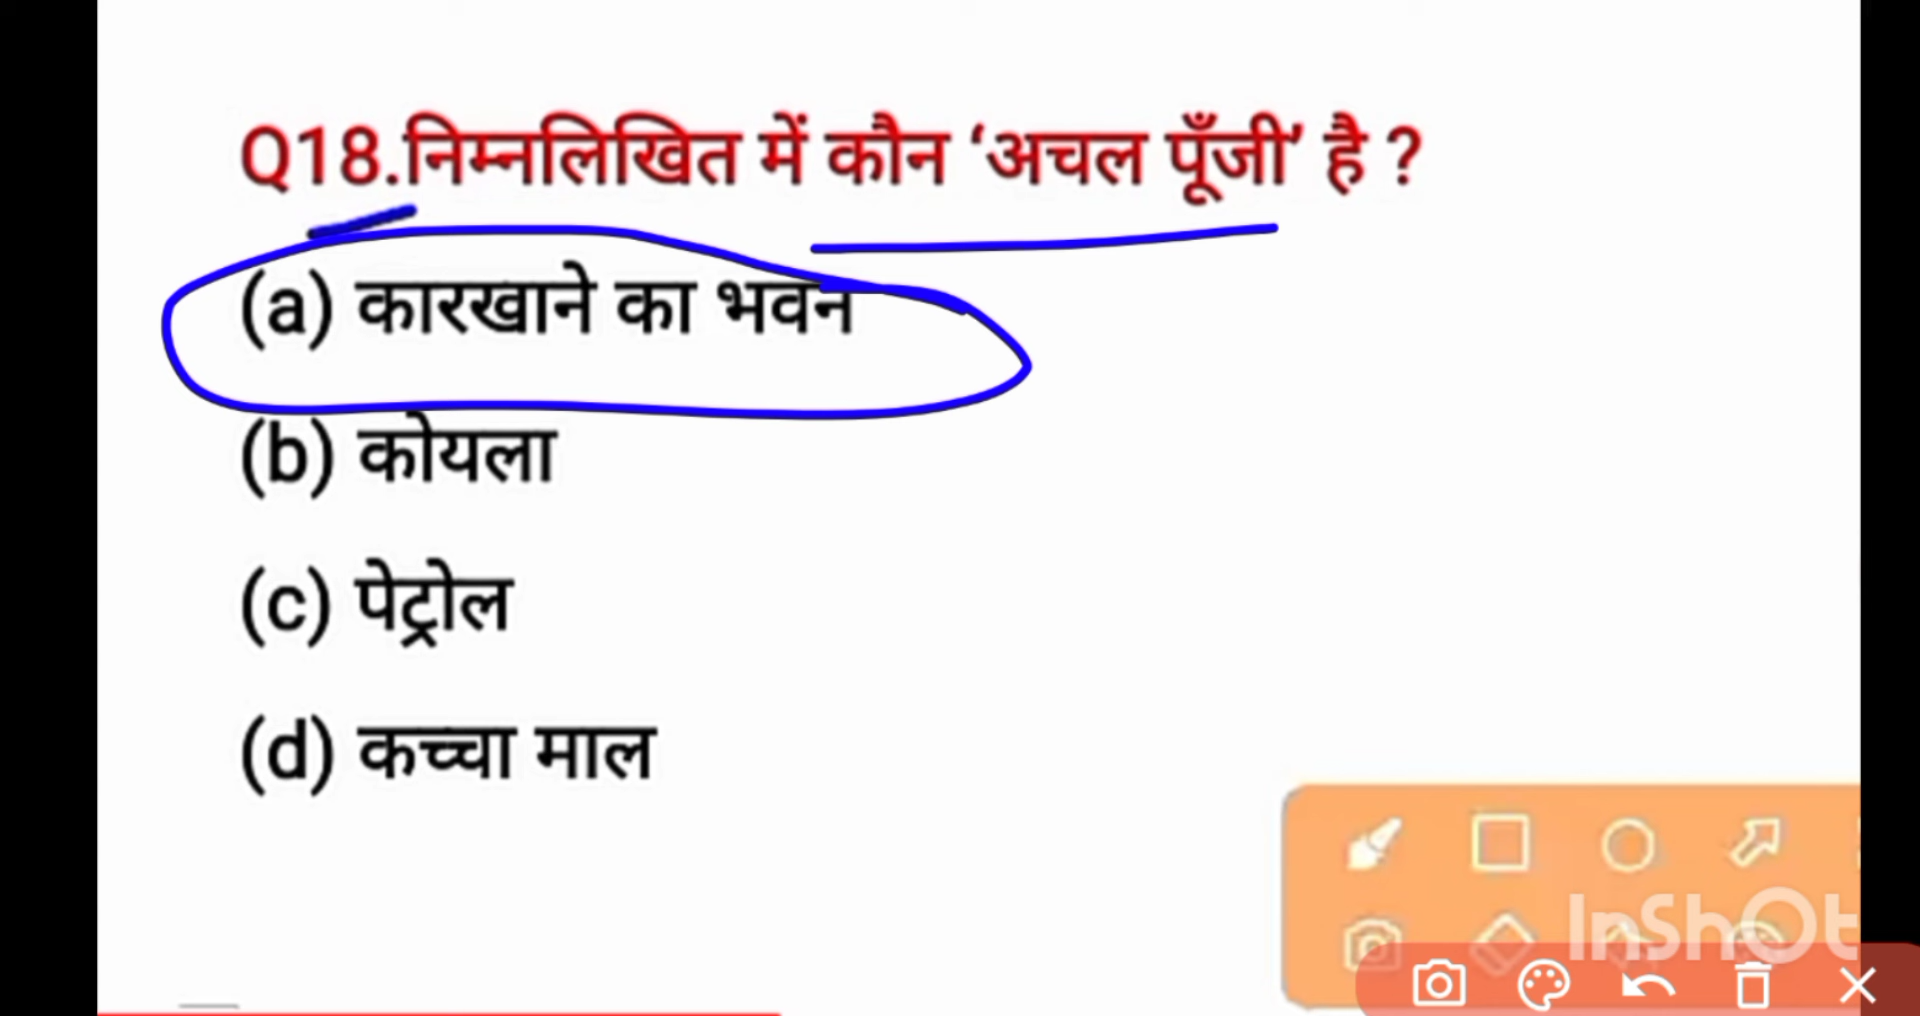 Q18.निम्नलिखित में कौन ‘अचल पूँजी’ है ?
(a) कारखाने का भवन
(b) कोयला
(c) पेट्रोल
(d) कच्चा माल
InShOt